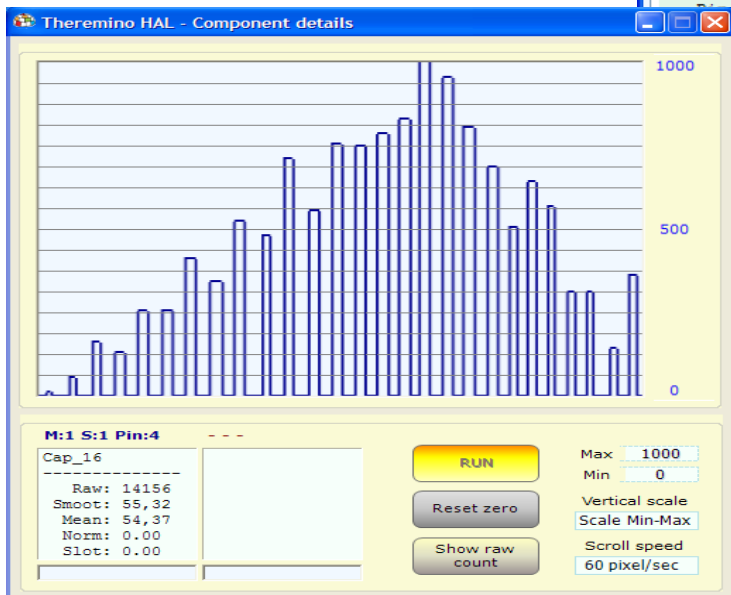 Theremino HAL - Component details
1000
500
0
M:1 S:1 Pin:4
- - -
Cap_16
--------------
Raw: 14156
Smoot: 55,32
Mean: 54,37
Norm: 0.00
Slot: 0.00
RUN
Reset zero
Show raw
count
Max 1000
Min 0
Vertical scale
Scale Min-Max
Scroll speed
60 pixel/sec